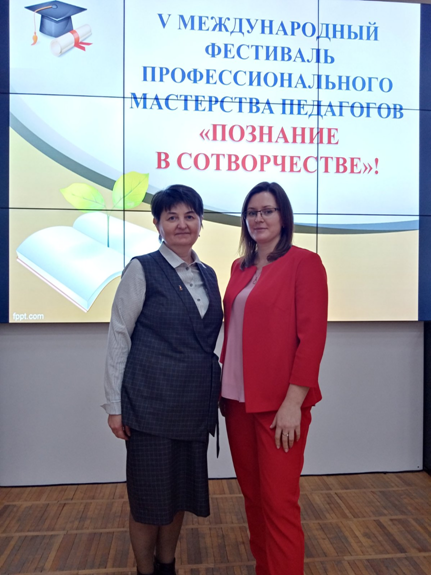 V МЕЖДУНАРОДНЫЙ
ФЕСТИВАЛЬ
ПРОФЕССИОНАЛЬНОГО
МАСТЕРСТВА ПЕДАГОГОВ
«ПОЗНАНИЕ
В СОТВОРЧЕСТВЕ»!
fppt.com